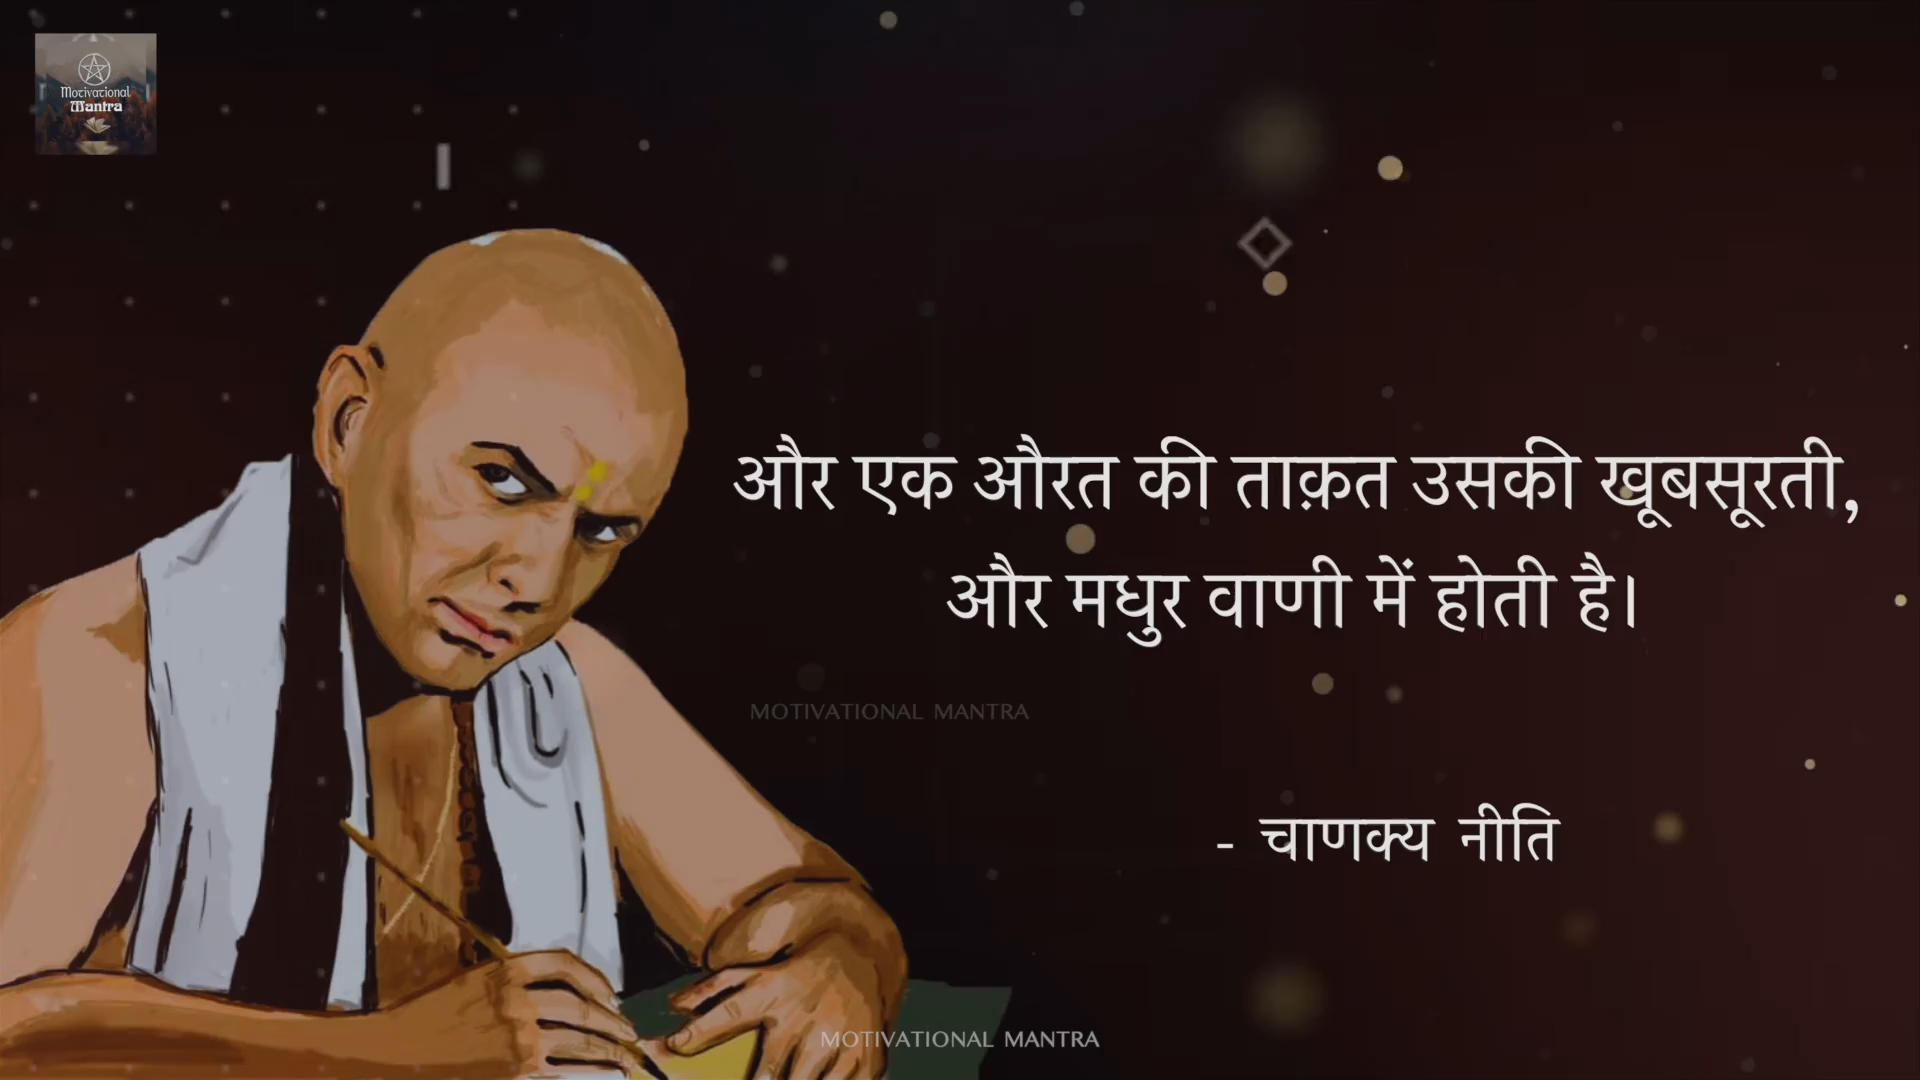 Motivational
Mantra
और एक औरत की ताक़त उसकी खूबसूरती,
और मधुर वाणी में होती है।
MOTIVATIONAL MANTRA
- चाणक्य नीति
MOTIVATIONAL MANTRA